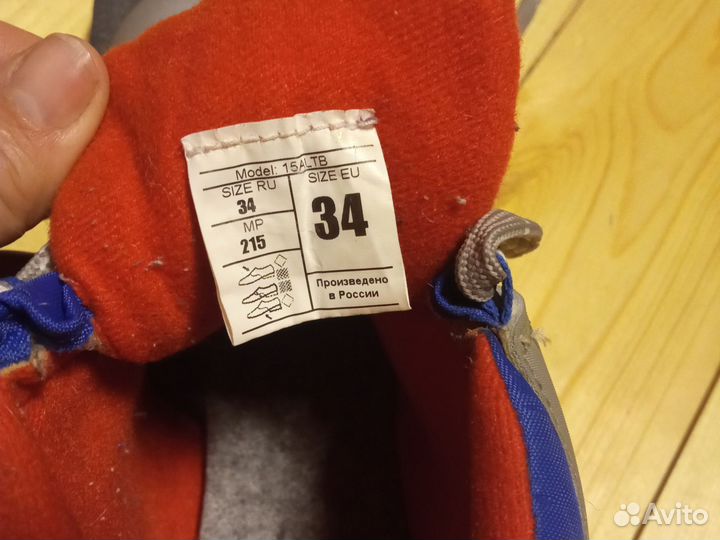 Model: 15ALTB
SIZE RU
34
MP
215
SIZE EU
34
Произведено
в России
Avito